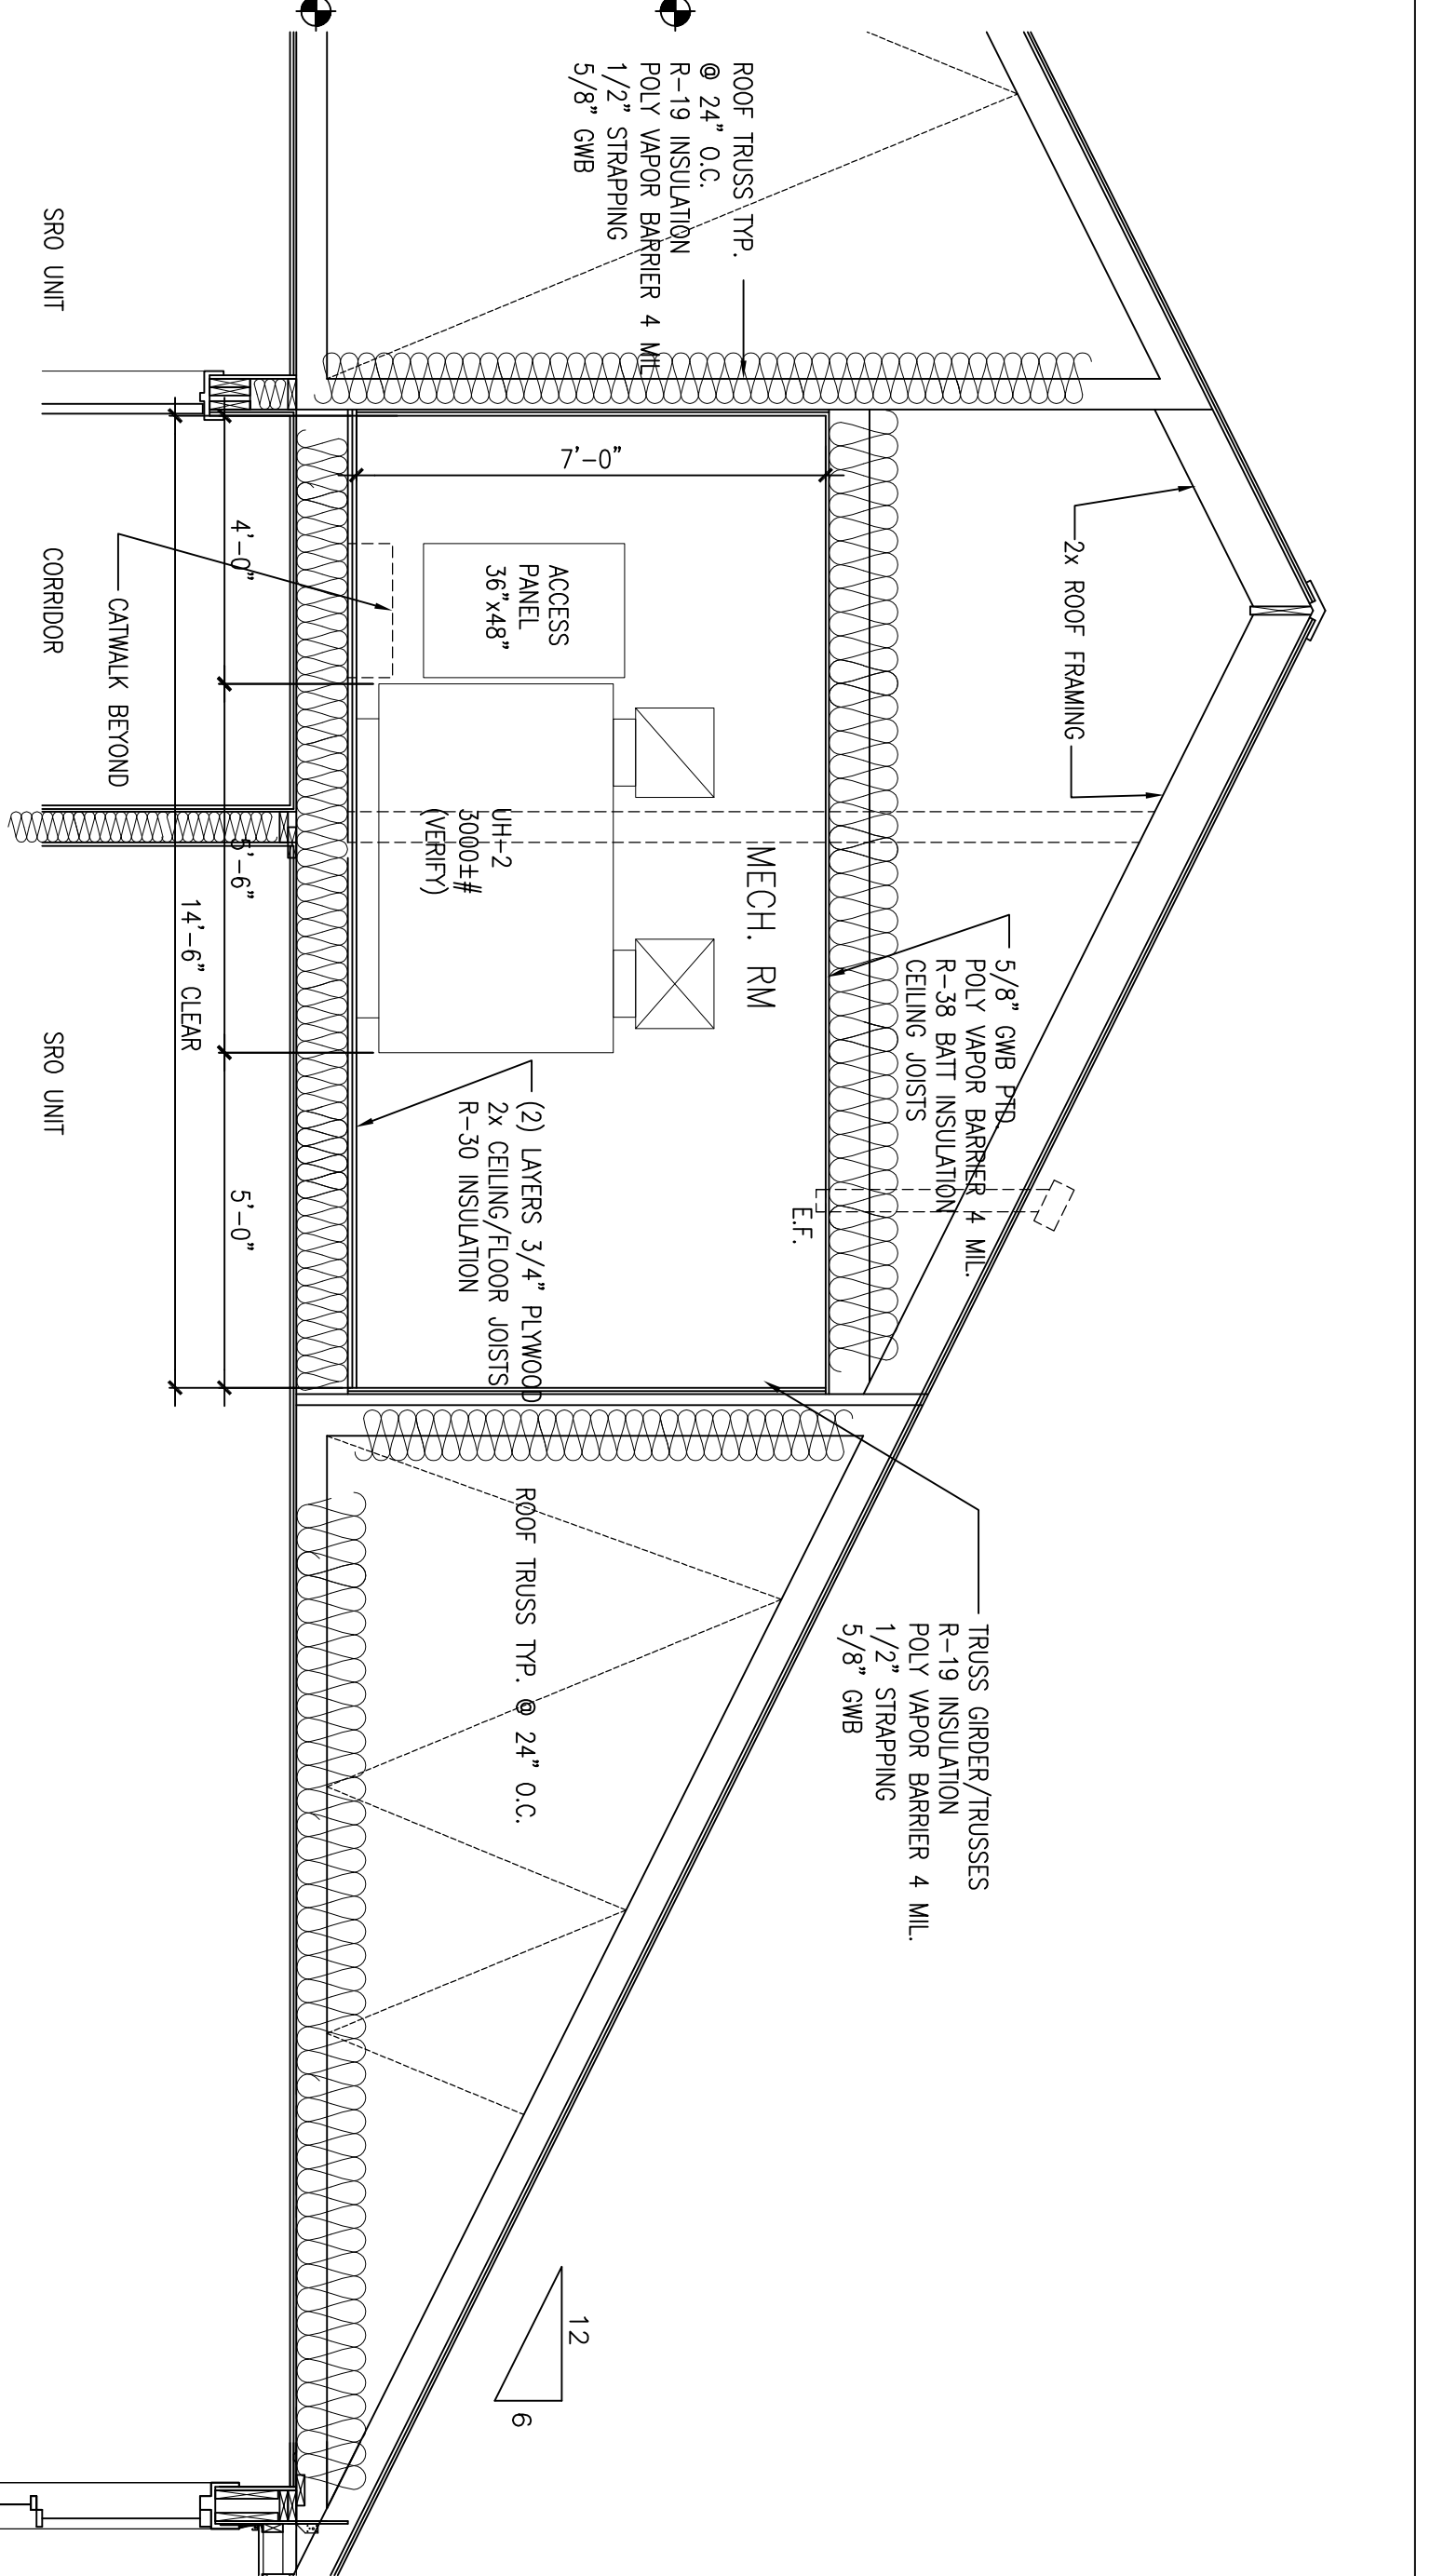 ROOF TRUSS TYP.
@ 24" O.C.
R-19 INSULATION
POLY VAPOR BARRIER 4 MIL
1/2" STRAPPING
5/8" GWB
2x ROOF FRAMING
5/8" GWB PTD.
POLY VAPOR BARRIER 4 MIL.
R-38 BATT INSULATION
CEILING JOISTS
TRUSS GIRDER/TRUSSES
R-19 INSULATION
POLY VAPOR BARRIER 4 MIL.
1/2" STRAPPING
5/8" GWB
E.F.
MECH. RM
7'-0"
ACCESS
PANEL
36"x48"
UH-2
3000±#
(VERIFY)
(2) LAYERS 3/4" PLYWOOD
2x CEILING/FLOOR JOISTS
R-30 INSULATION
ROOF TRUSS TYP. @ 24" O.C.
12
6
4'-0"
5'-6"
5'-0"
14'-6" CLEAR
CATWALK BEYOND
SRO UNIT
CORRIDOR
SRO UNIT